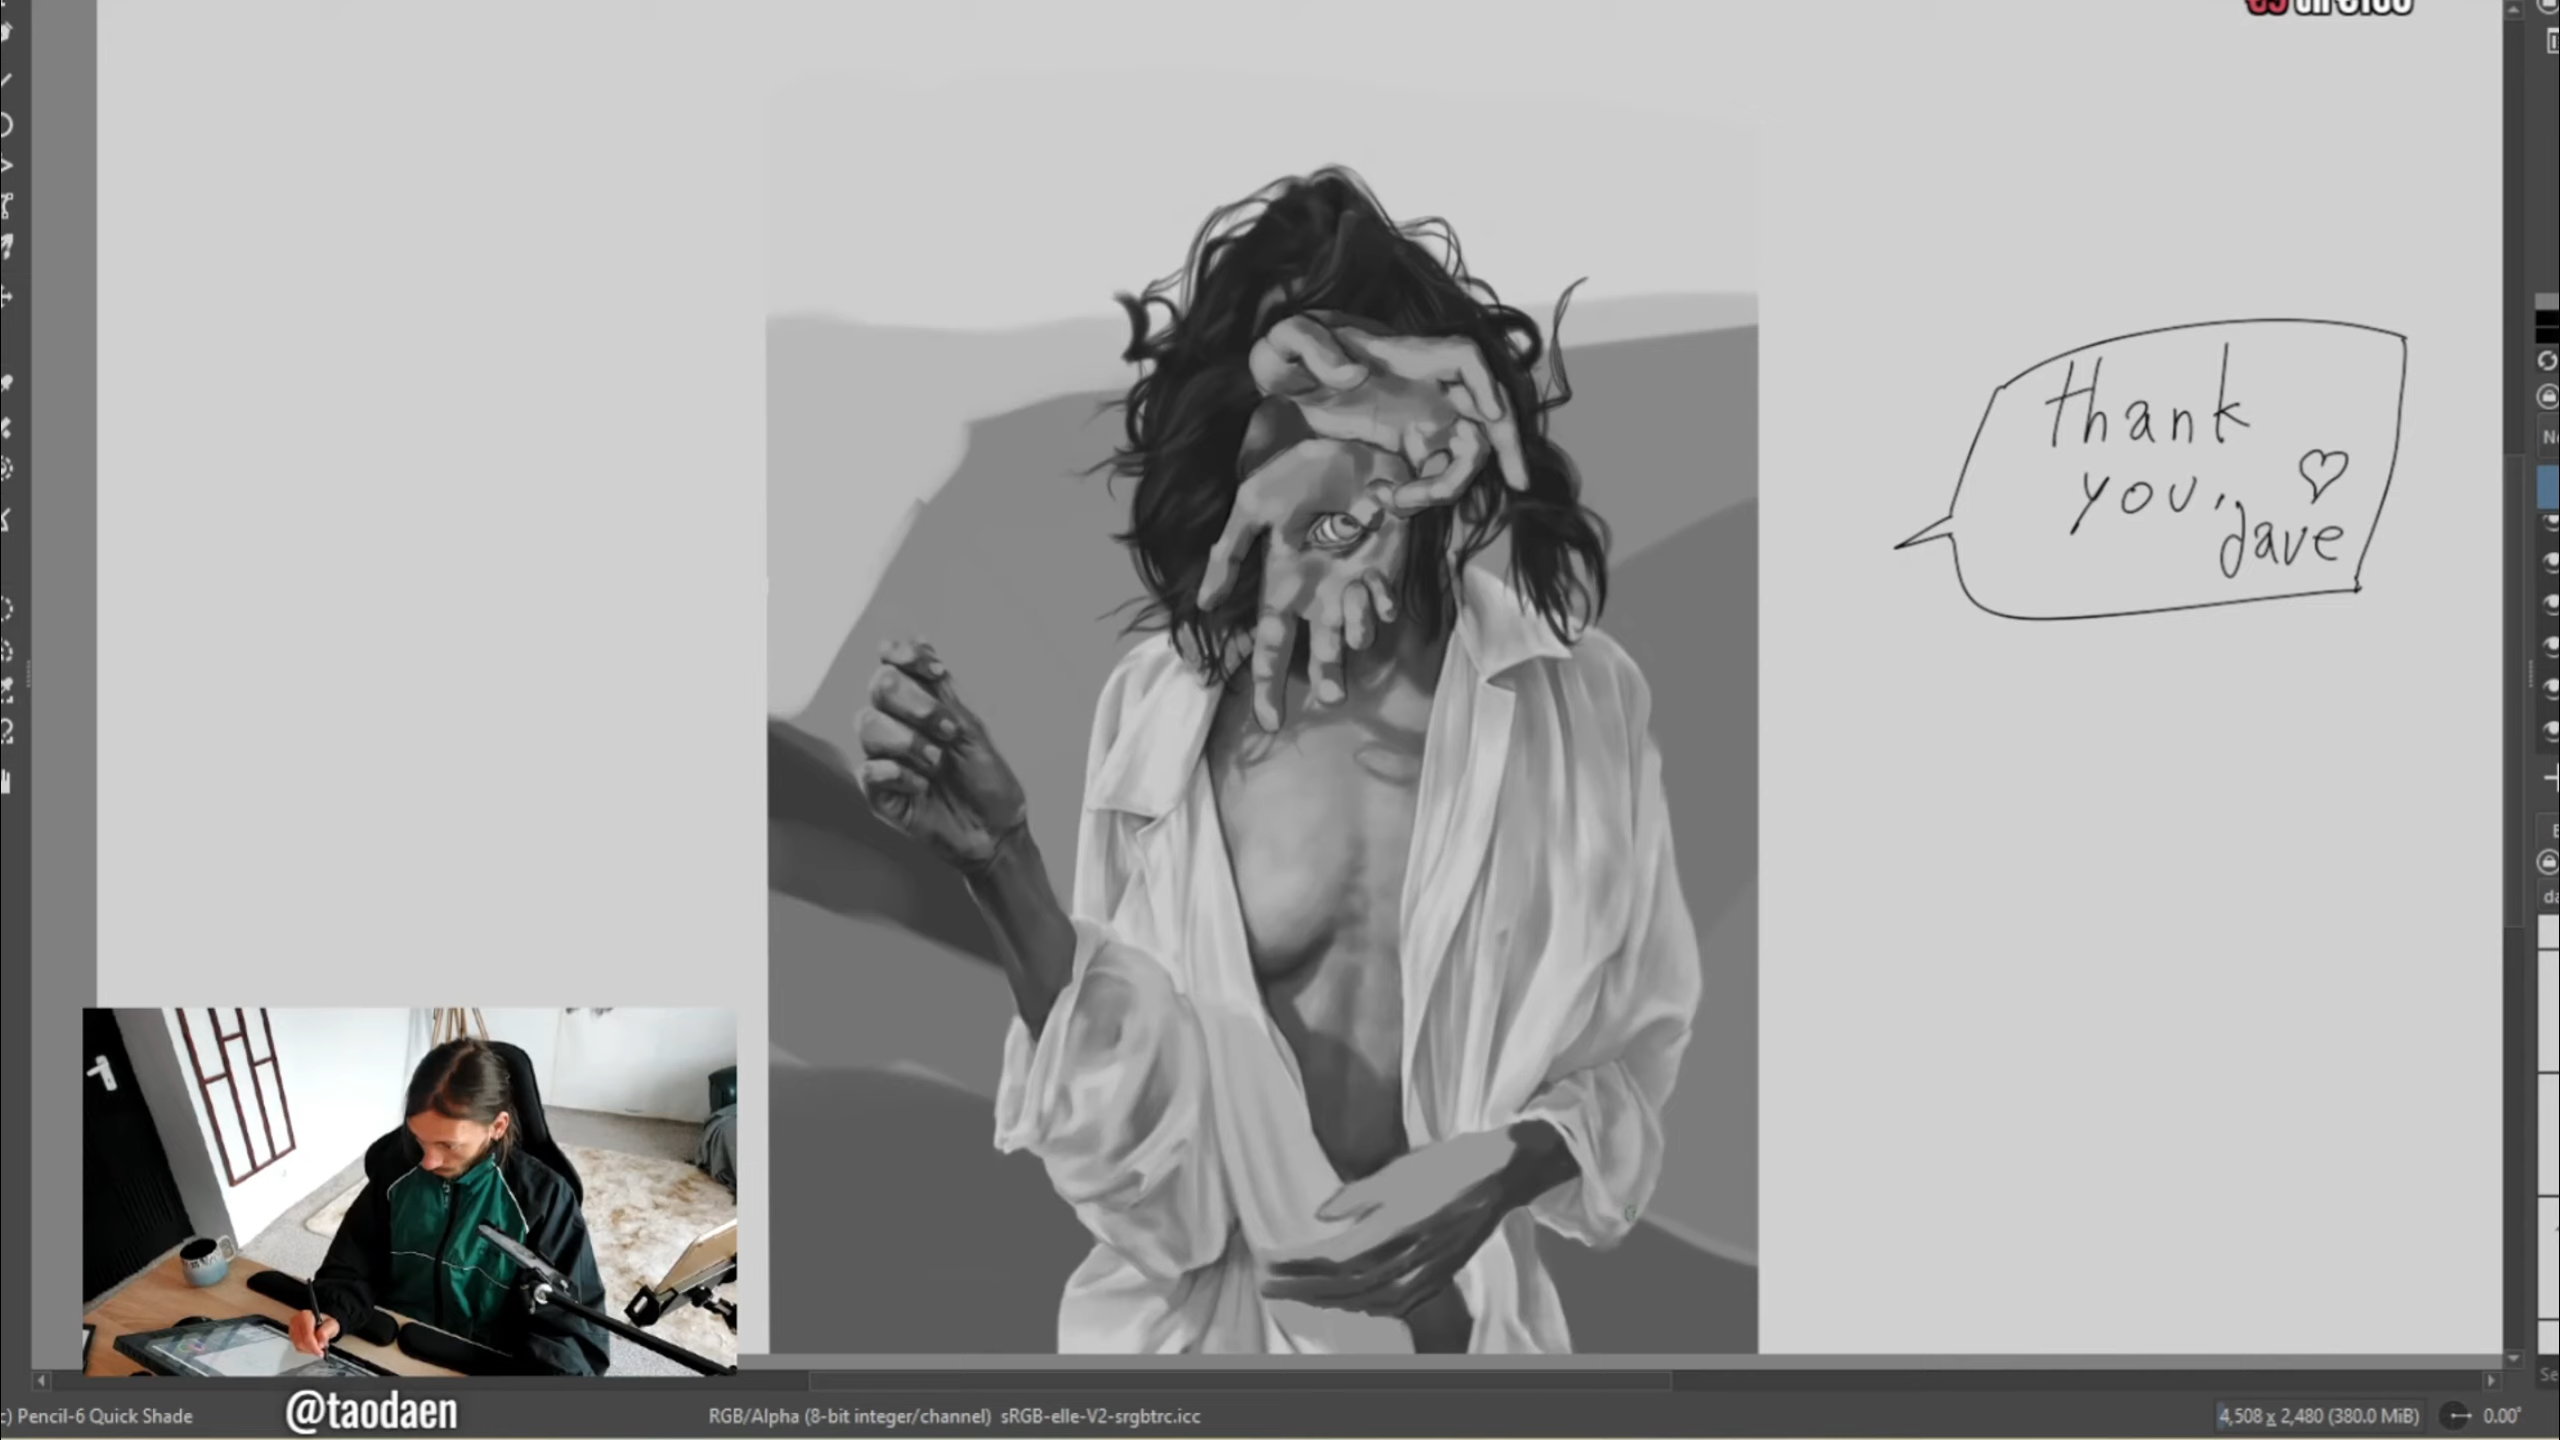 thank
you,
dave
Pencil-6 Quick Shade
@taodaen
RGB/Alpha (8-bit integer/channel) sRGB-elle-V2-srgbtrc.icc
4,508 x 2,480 (380.0 MiB)
0.00°